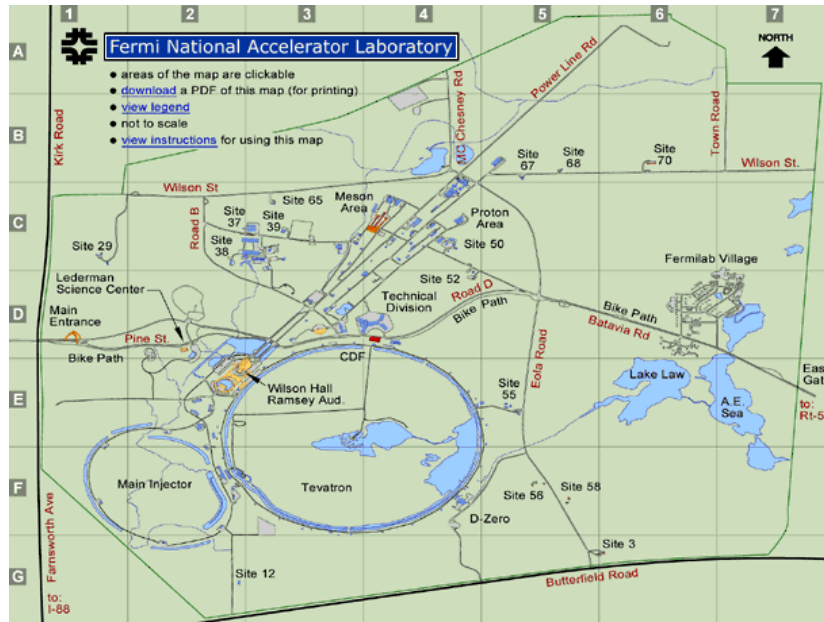 1 2 3 4 5 6 7
A
B
C
D
E
F
G
Fermi National Accelerator Laboratory
• areas of the map are clickable
• download a PDF of this map (for printing)
• view legend
• not to scale
• view instructions for using this map
NORTH
Kirk Road
Power Line Rd
MC Chesney Rd
Town Road
Site
67
Site
68
Site
70
Wilson St.
Wilson St
Site 65
Meson
Area
Road B
Site
37
Site
39
Site
38
Proton
Area
Site 50
Site 29
Site 52
Fermilab Village
Lederman
Science Center
Main
Entrance
Technical
Division
Road D
Bike Path
Bike Path
Batavia Rd
Pine St.
Bike Path
CDF
Eola Road
Wilson Hall
Ramsey Aud.
Site
55
Lake Law
A.E.
Sea
East
Gat
to:
Rt-5
Main Injector
Tevatron
Site 56
Site 58
D-Zero
Farnsworth Ave
Site 3
Site 12
Butterfield Road
to:
I-88